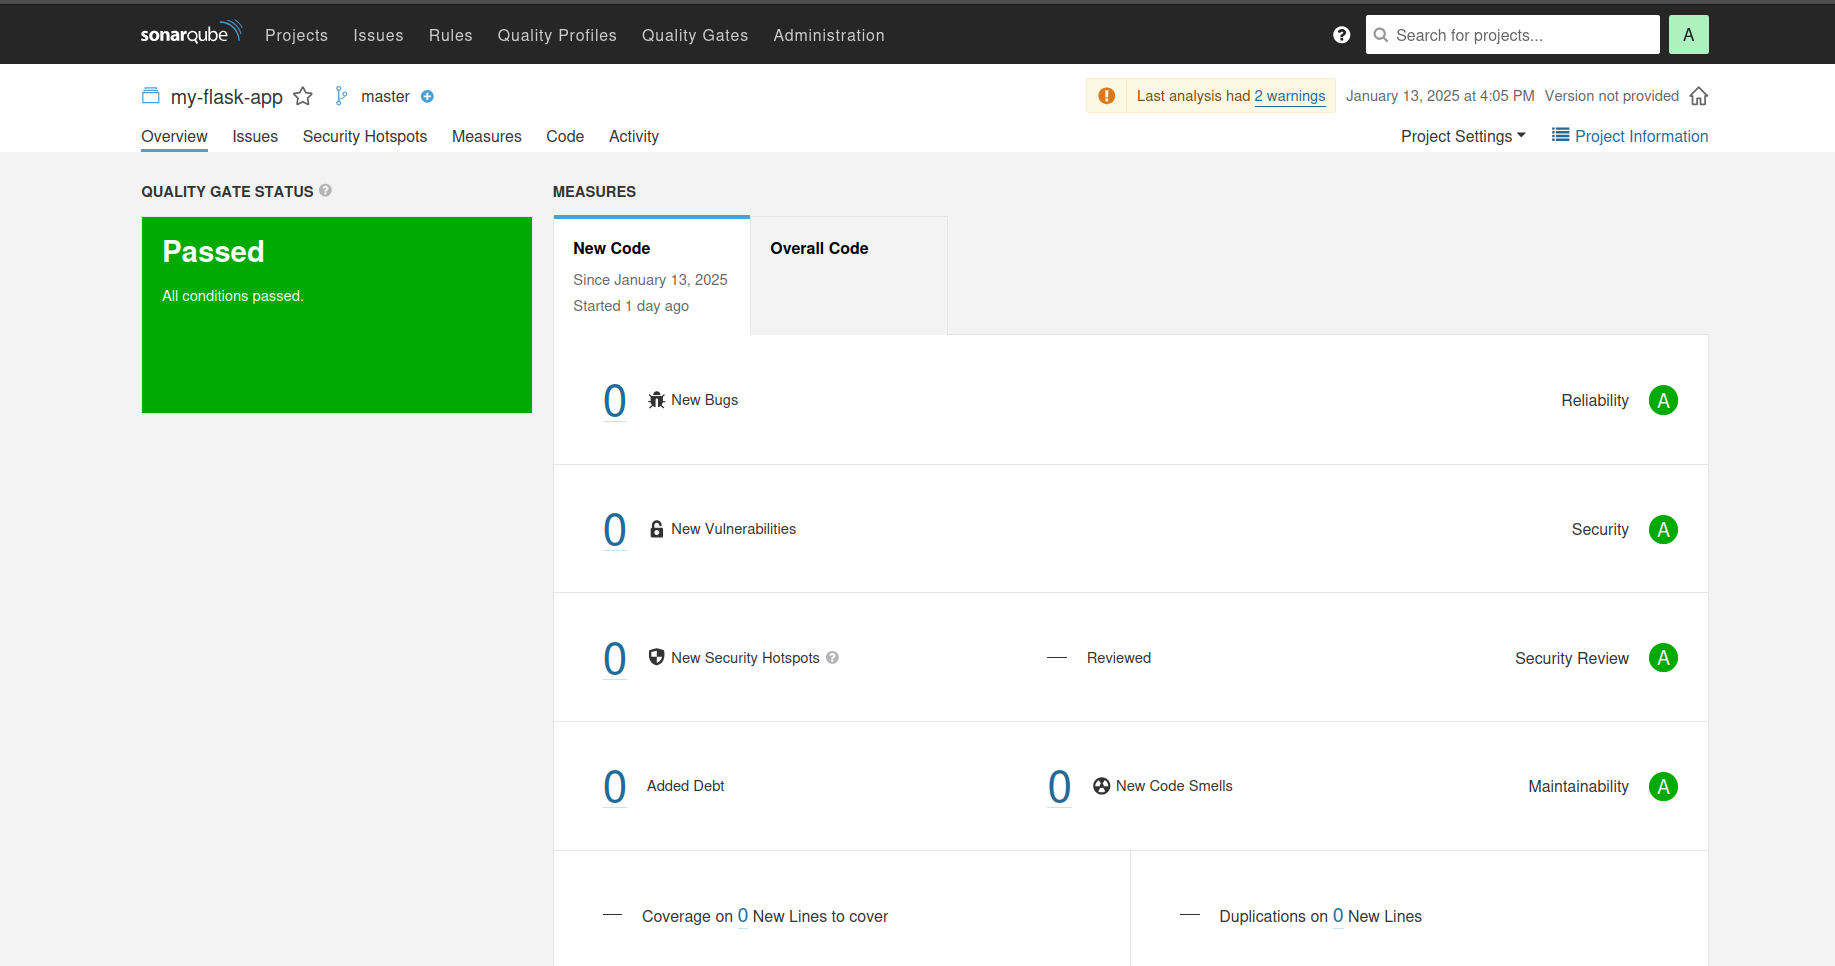 sonarqube Projects Issues Rules Quality Profiles Quality Gates Administration ? Search for projects... A
my-flask-app master Last analysis had 2 warnings January 13, 2025 at 4:05 PM Version not provided
Overview Issues Security Hotspots Measures Code Activity Project Settings Project Information
QUALITY GATE STATUS ?
Passed
All conditions passed.
MEASURES
New Code
Since January 13, 2025
Started 1 day ago
Overall Code
0 New Bugs Reliability A
0 New Vulnerabilities Security A
0 New Security Hotspots ? — Reviewed Security Review A
0 Added Debt 0 New Code Smells Maintainability A
— Coverage on 0 New Lines to cover — Duplications on 0 New Lines